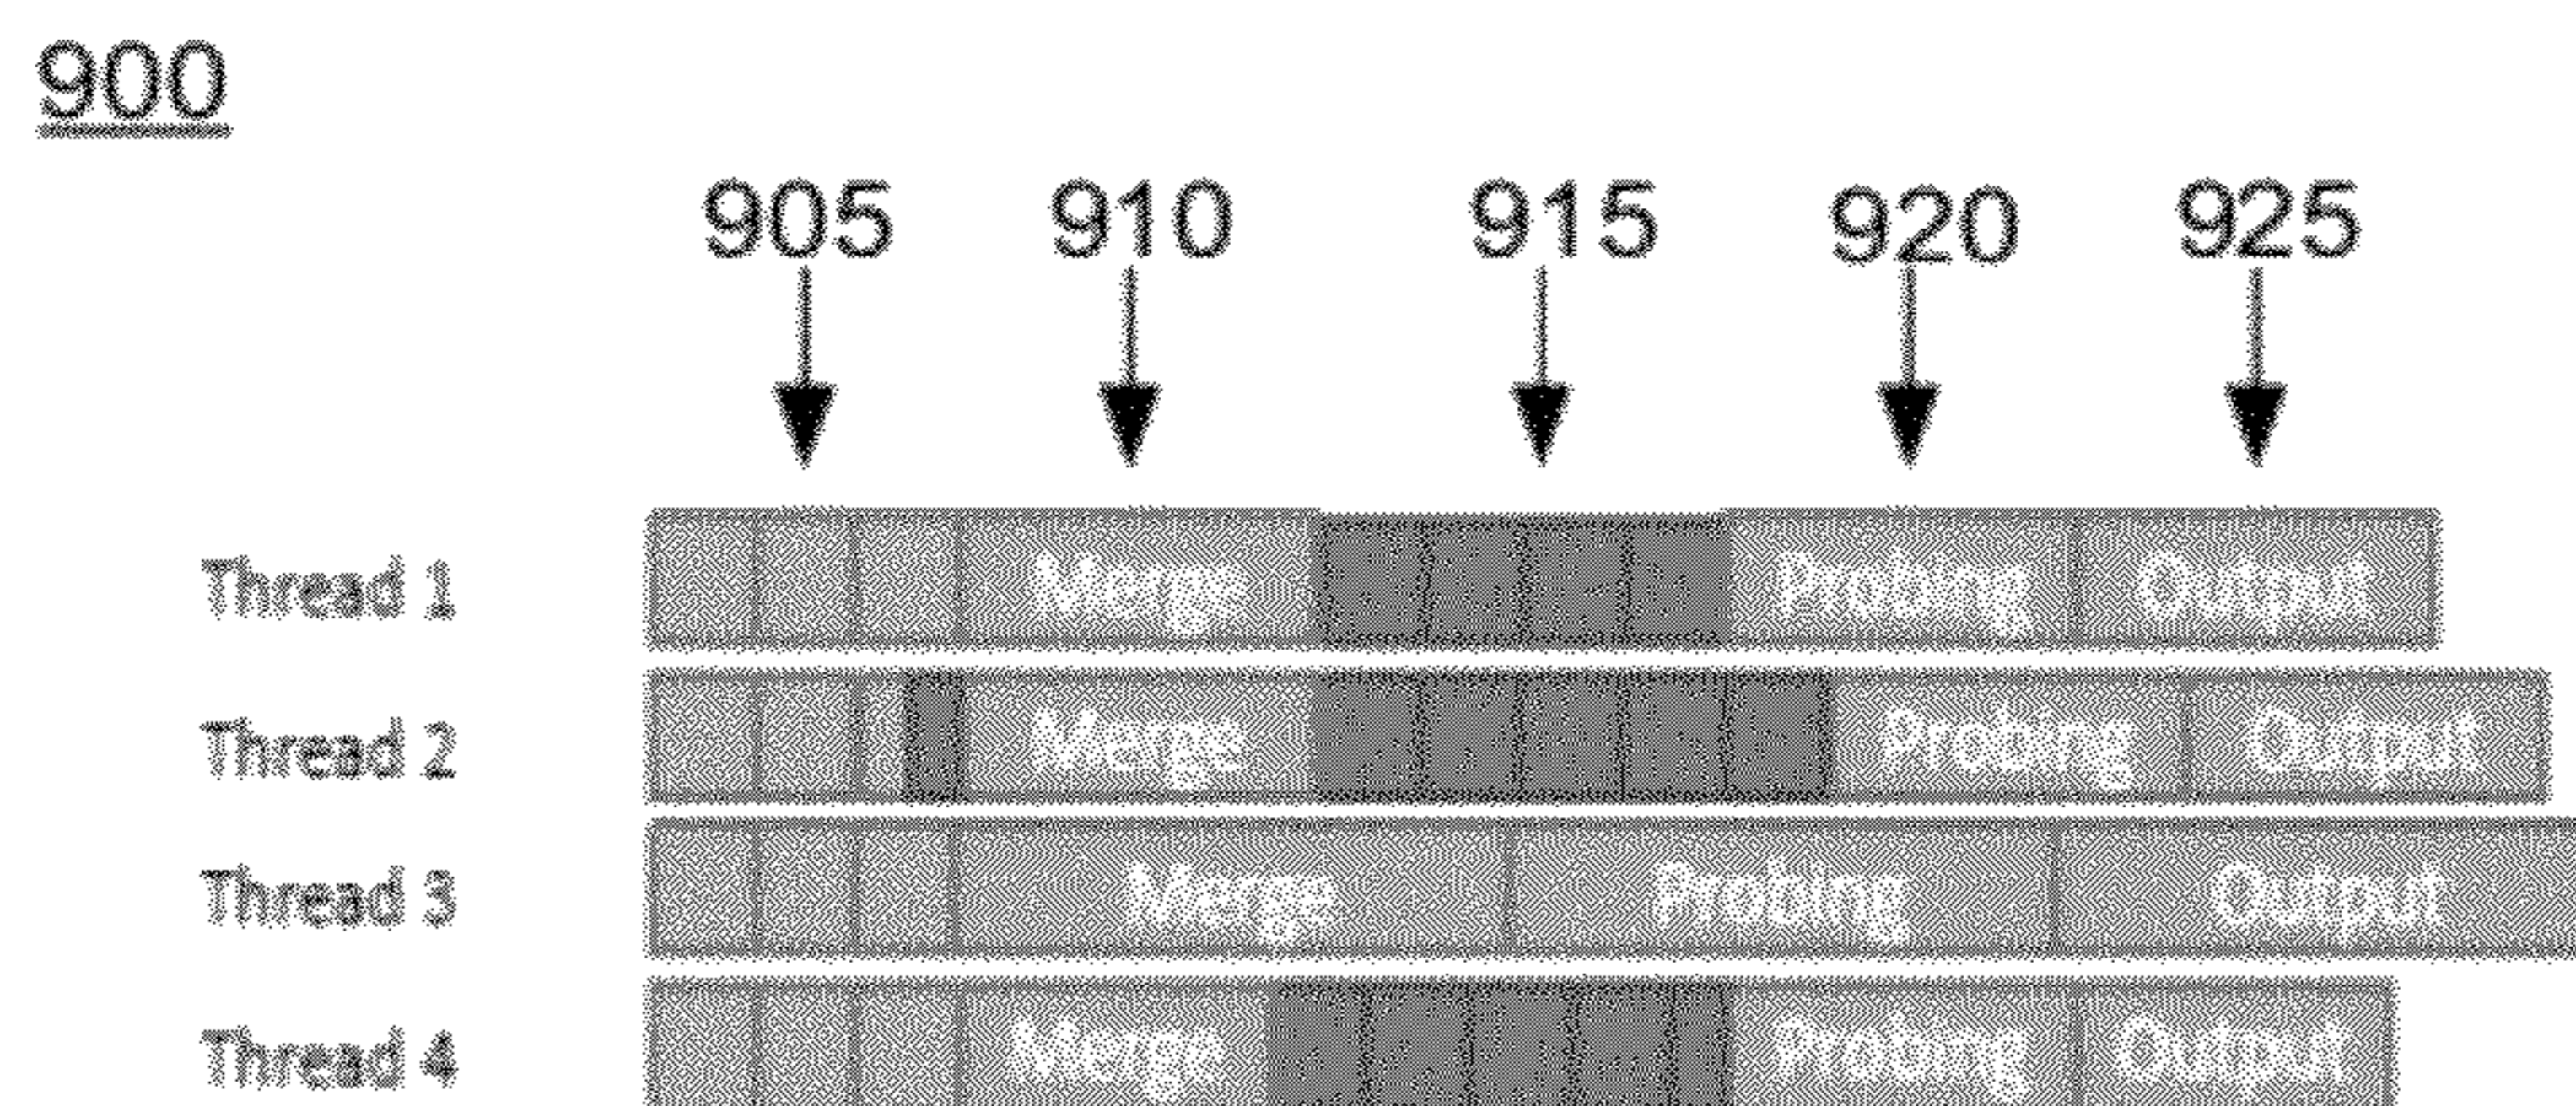 900
905 910 915 920 925
Thread 1 Merge Probing Output
Thread 2 Merge Probing Output
Thread 3 Merge Probing Output
Thread 4 Merge Probing Output